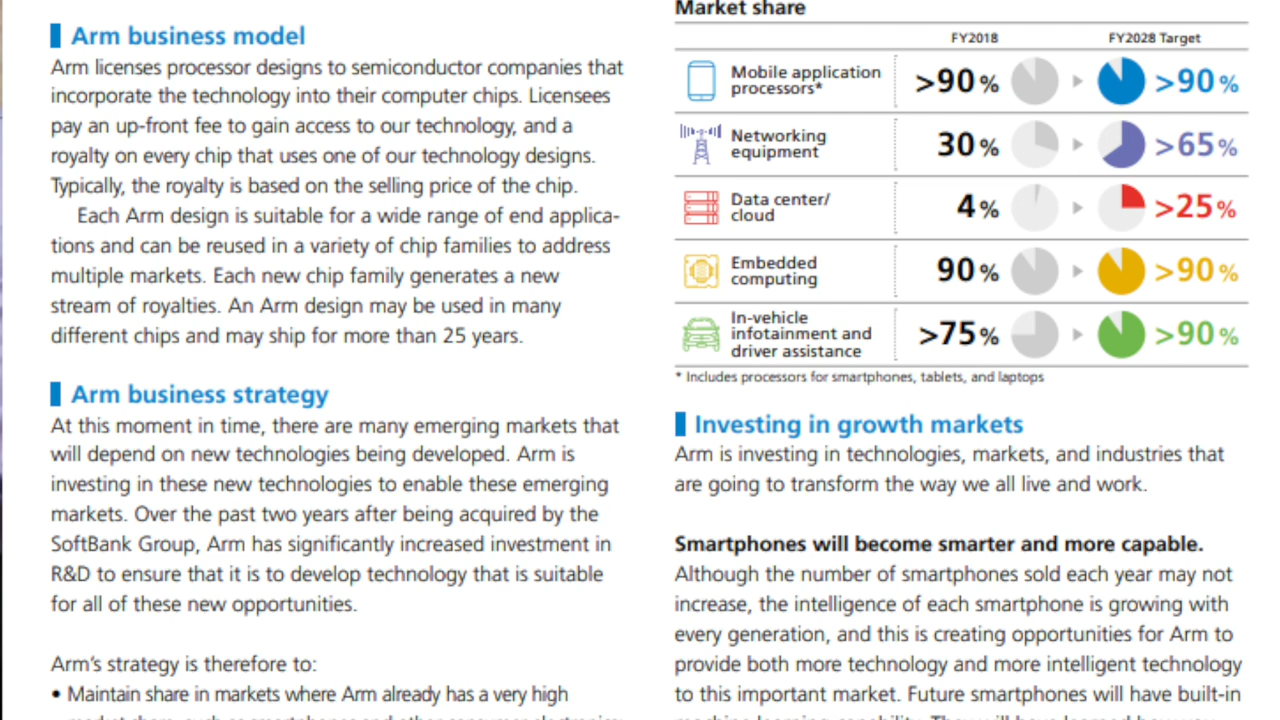 Arm business model
Arm licenses processor designs to semiconductor companies that
incorporate the technology into their computer chips. Licensees
pay an up-front fee to gain access to our technology, and a
royalty on every chip that uses one of our technology designs.
Typically, the royalty is based on the selling price of the chip.
Each Arm design is suitable for a wide range of end applica-
tions and can be reused in a variety of chip families to address
multiple markets. Each new chip family generates a new
stream of royalties. An Arm design may be used in many
different chips and may ship for more than 25 years.
Arm business strategy
At this moment in time, there are many emerging markets that
will depend on new technologies being developed. Arm is
investing in these new technologies to enable these emerging
markets. Over the past two years after being acquired by the
SoftBank Group, Arm has significantly increased investment in
R&D to ensure that it is to develop technology that is suitable
for all of these new opportunities.
Arm's strategy is therefore to:
• Maintain share in markets where Arm already has a very high
Market share
FY2018 FY2028 Target
Mobile application
processors*
>90% >90%
Networking
equipment
30% >65%
Data center/
cloud
4% >25%
Embedded
computing
90% >90%
In-vehicle
infotainment and
driver assistance
>75% >90%
* Includes processors for smartphones, tablets, and laptops
Investing in growth markets
Arm is investing in technologies, markets, and industries that
are going to transform the way we all live and work.
Smartphones will become smarter and more capable.
Although the number of smartphones sold each year may not
increase, the intelligence of each smartphone is growing with
every generation, and this is creating opportunities for Arm to
provide both more technology and more intelligent technology
to this important market. Future smartphones will have built-in